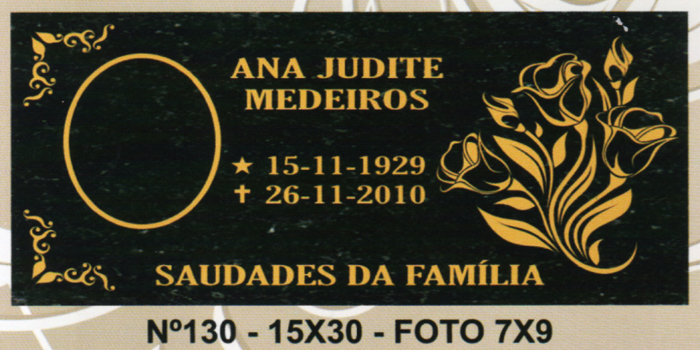 ANA JUDITE
MEDEIROS
★ 15-11-1929
✝ 26-11-2010
SAUDADES DA FAMÍLIA
Nº130 - 15X30 - FOTO 7X9